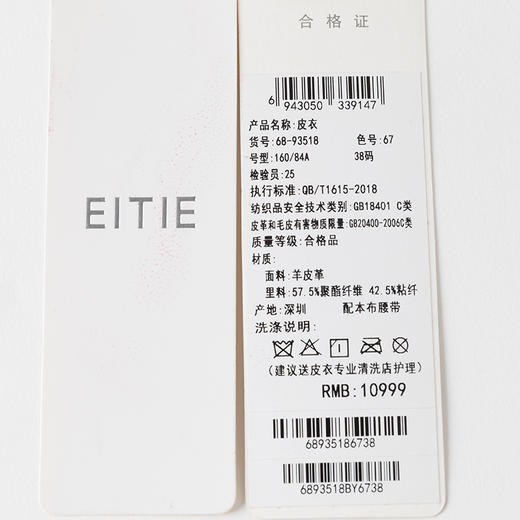 EITIE
合格证
6 943050 339147
产品名称:皮衣
货号:68-93518 色号:67
号型:160/84A 38码
检验员:25
执行标准:QB/T1615-2018
纺织品安全技术类别:GB18401 C类
皮革和毛皮有害物质限量:GB20400-2006C类
质量等级:合格品
材质:
面料:羊皮革
里料:57.5%聚酯纤维 42.5%粘纤
产地:深圳 配本布腰带
洗涤说明:
(建议送皮衣专业清洗店护理)
RMB:10999
68935186738
6893518BY6738